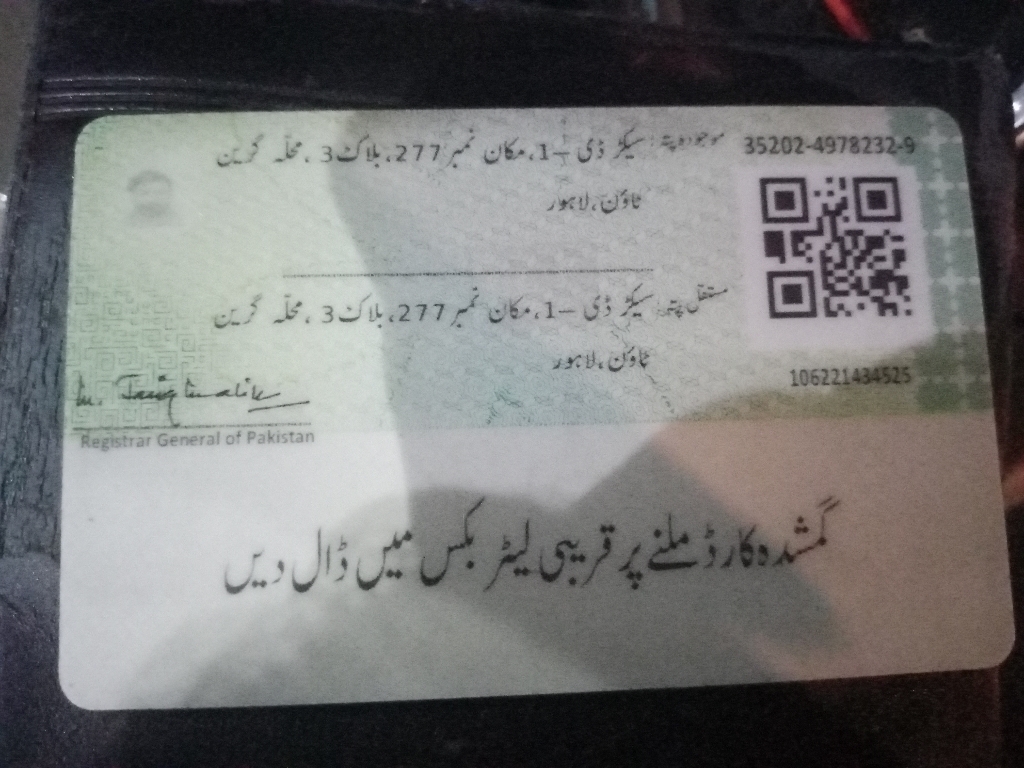 35202-4978232-9
موجودہ پتہ: سیکٹر ڈی –1، مکان نمبر 277، بلاک 3 ، محلّہ گرین
ٹاؤن، لاہور
مستقل پتہ: سیکٹر ڈی –1، مکان نمبر 277، بلاک 3 ، محلّہ گرین
ٹاؤن، لاہور
106221434525
Registrar General of Pakistan
گمشدہ کارڈ ملنے پر قریبی لیٹر بکس میں ڈال دیں